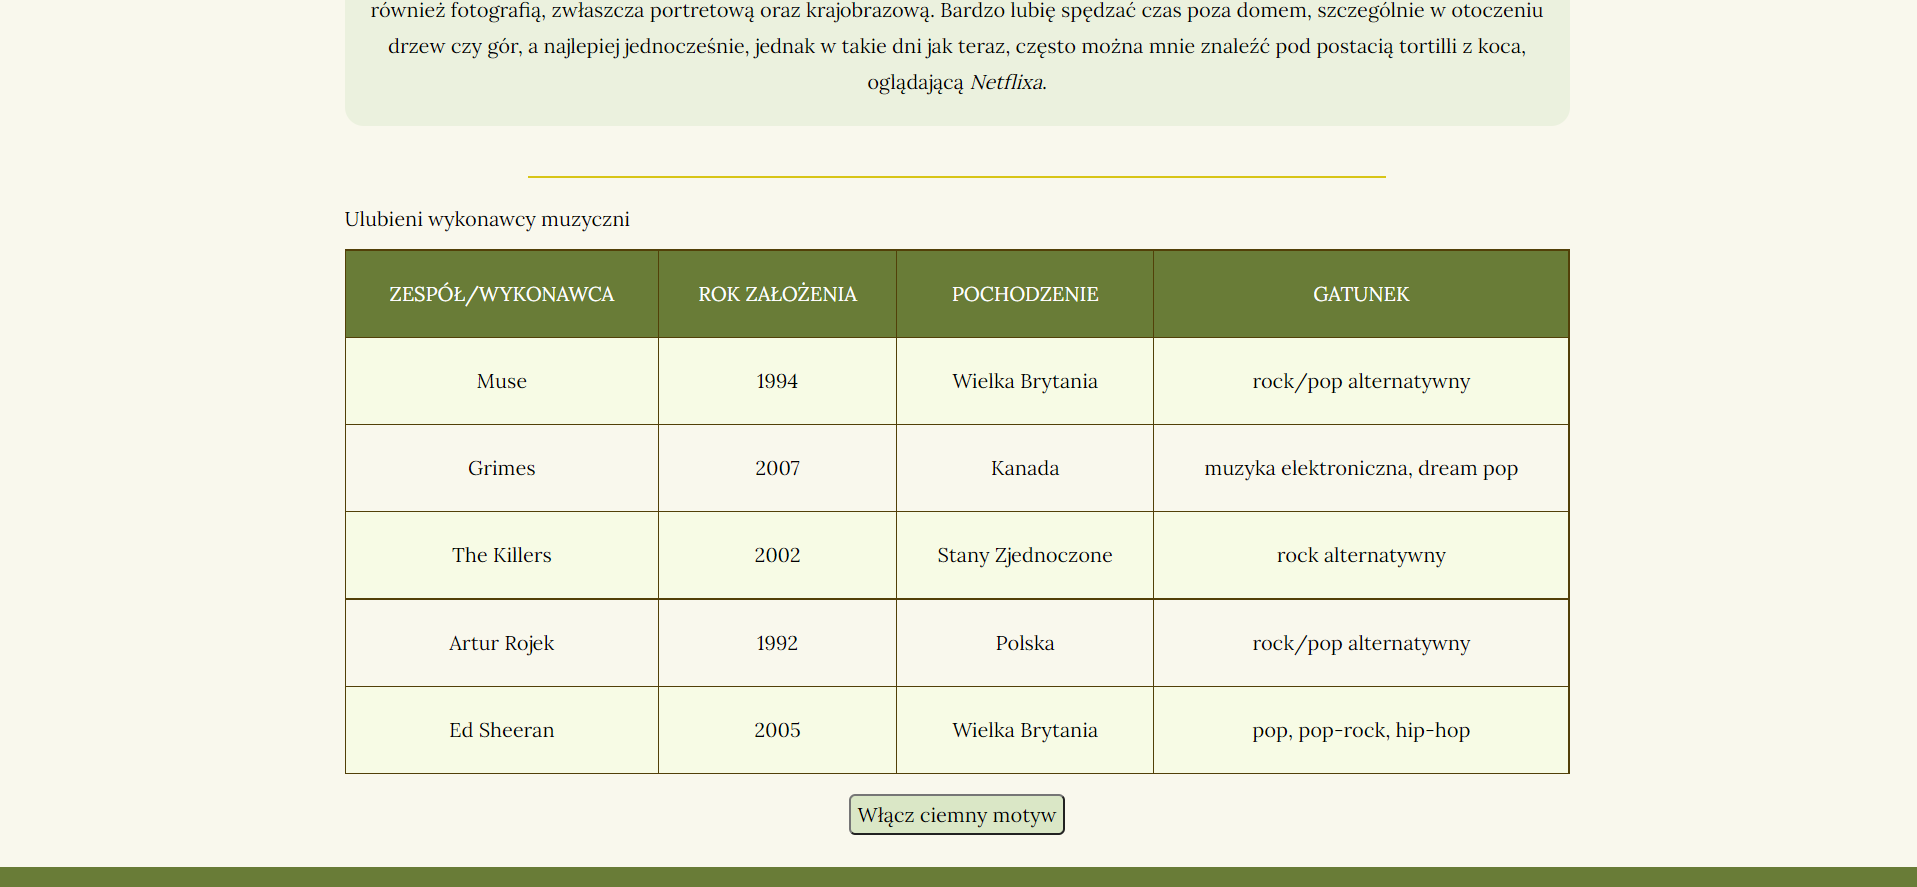 również fotografią, zwłaszcza portretową oraz krajobrazową. Bardzo lubię spędzać czas poza domem, szczególnie w otoczeniu
drzew czy gór, a najlepiej jednocześnie, jednak w takie dni jak teraz, często można mnie znaleźć pod postacią tortilli z koca,
oglądającą Netflixa.
Ulubieni wykonawcy muzyczni
ZESPÓŁ/WYKONAWCA ROK ZAŁOŻENIA POCHODZENIE GATUNEK
Muse 1994 Wielka Brytania rock/pop alternatywny
Grimes 2007 Kanada muzyka elektroniczna, dream pop
The Killers 2002 Stany Zjednoczone rock alternatywny
Artur Rojek 1992 Polska rock/pop alternatywny
Ed Sheeran 2005 Wielka Brytania pop, pop-rock, hip-hop
Włącz ciemny motyw